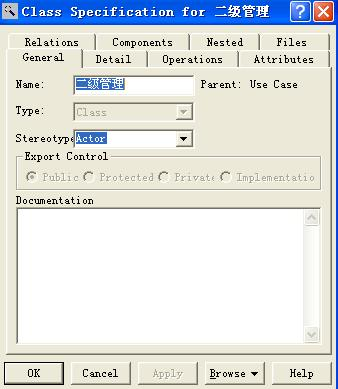 Class Specification for 二级管理
Relations Components Nested Files
General Detail Operations Attributes
Name: 二级管理 Parent: Use Case
Type: Class
Stereotype Actor
Export Control
Public Protected Private Implementatio
Documentation
OK Cancel Apply Browse Help